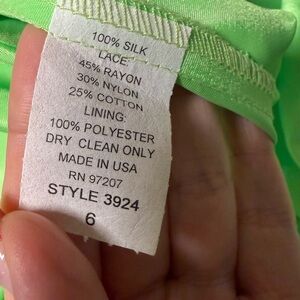 100% SILK
LACE:
45% RAYON
30% NYLON
25% COTTON
LINING:
100% POLYESTER
DRY CLEAN ONLY
MADE IN USA
RN 97207
STYLE 3924
6